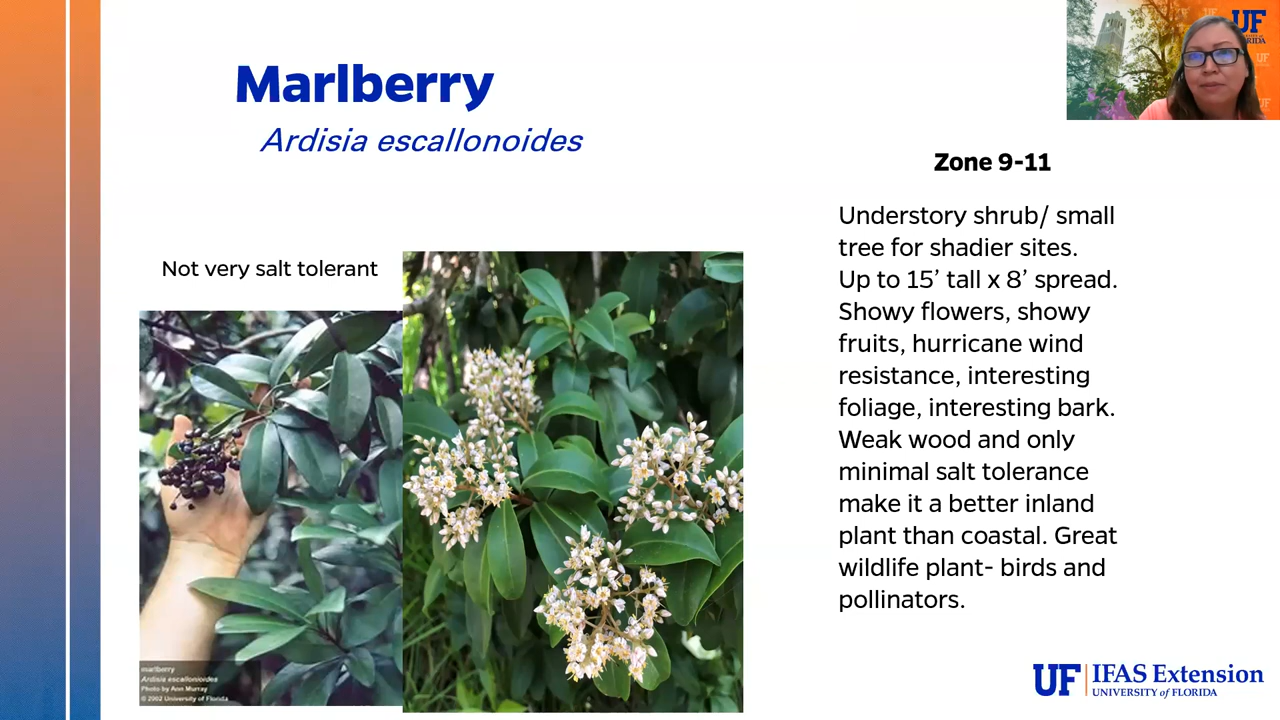 Marlberry
Ardisia escallonoides
Zone 9-11
Not very salt tolerant
Understory shrub/ small
tree for shadier sites.
Up to 15’ tall x 8’ spread.
Showy flowers, showy
fruits, hurricane wind
resistance, interesting
foliage, interesting bark.
Weak wood and only
minimal salt tolerance
make it a better inland
plant than coastal. Great
wildlife plant- birds and
pollinators.
marlberry
Ardisia escallonoides
Photo by Ann Murray
© 2002 University of Florida
UF IFAS Extension
UNIVERSITY of FLORIDA
UF
UF
UF